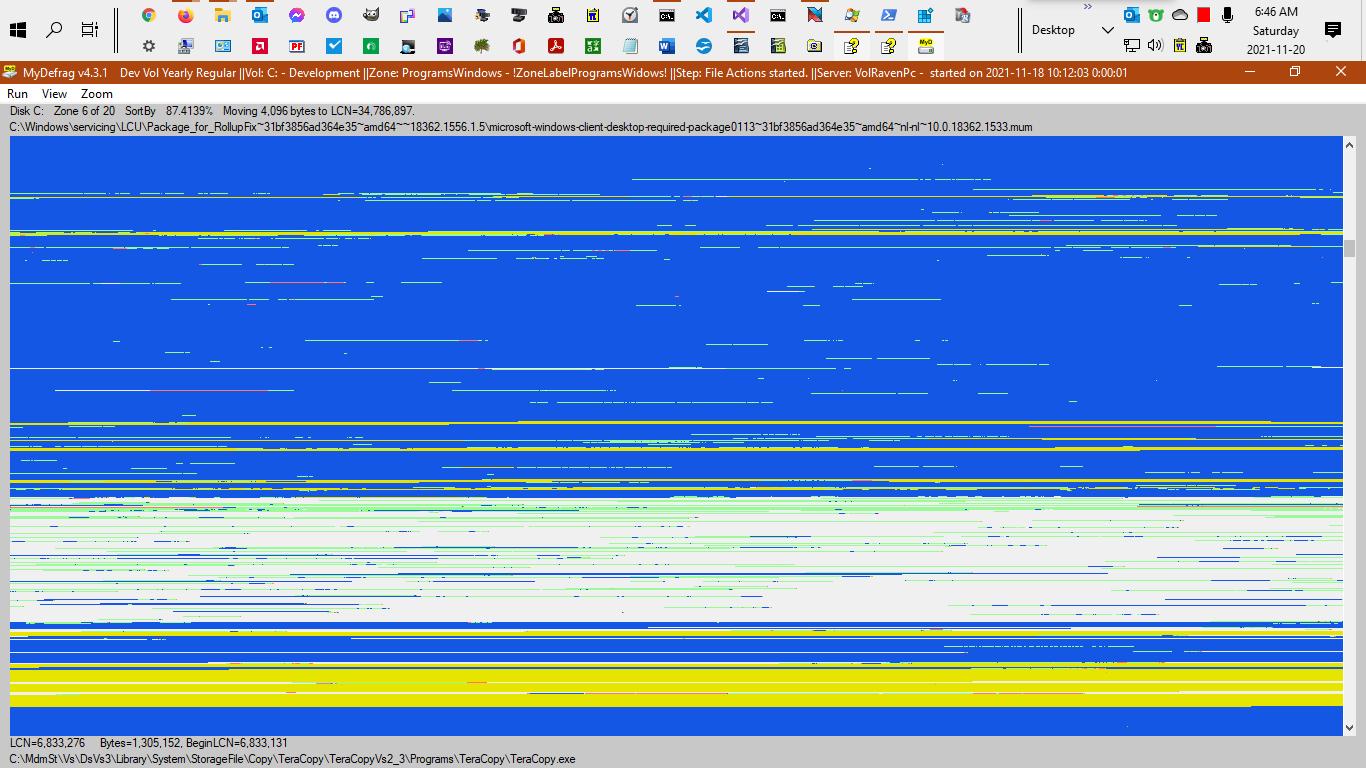 6:46 AM
Desktop
Saturday
2021-11-20
MyDefrag v4.3.1 Dev Vol Yearly Regular ||Vol: C: - Development ||Zone: ProgramsWindows - !ZoneLabelProgramsWidows! ||Step: File Actions started. ||Server: VolRavenPc - started on 2021-11-18 10:12:03 0:00:01
Run View Zoom
Disk C: Zone 6 of 20 SortBy 87.4139% Moving 4,096 bytes to LCN=34,786,897.
C:\Windows\servicing\LCU\Package_for_RollupFix~31bf3856ad364e35~amd64~~18362.1556.1.5\microsoft-windows-client-desktop-required-package0113~31bf3856ad364e35~amd64~nl-nl~10.0.18362.1533.mum
LCN=6,833,276 Bytes=1,305,152, BeginLCN=6,833,131
C:\MdmSt\Vs\DsVs3\Library\System\StorageFile\Copy\TeraCopy\TeraCopyVs2_3\Programs\TeraCopy\TeraCopy.exe